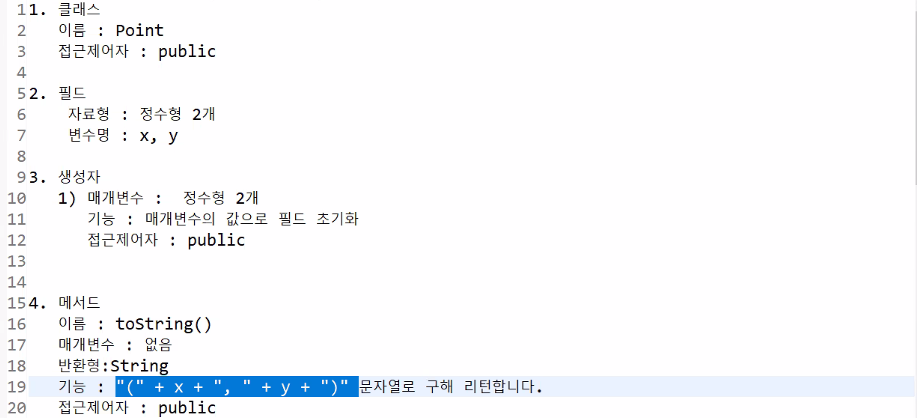 1 1. 클래스
2 이름 : Point
3 접근제어자 : public
4
5 2. 필드
6 자료형 : 정수형 2개
7 변수명 : x, y
8
9 3. 생성자
10 1) 매개변수 : 정수형 2개
11 기능 : 매개변수의 값으로 필드 초기화
12 접근제어자 : public
13
14
15 4. 메서드
16 이름 : toString()
17 매개변수 : 없음
18 반환형:String
19 기능 : "(" + x + ", " + y + ")" 문자열로 구해 리턴합니다.
20 접근제어자 : public